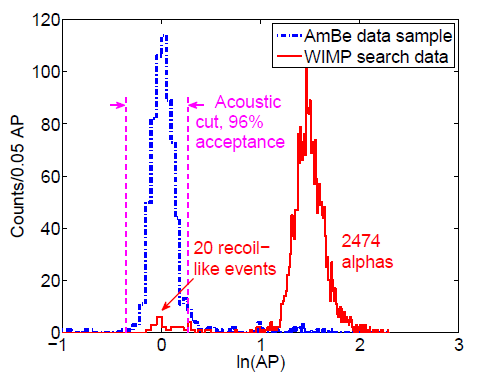 120
100
80
60
40
20
0
Counts/0.05 AP
AmBe data sample
WIMP search data
Acoustic
cut, 96%
acceptance
20 recoil−
like events
2474
alphas
−1
0
1
2
3
ln(AP)